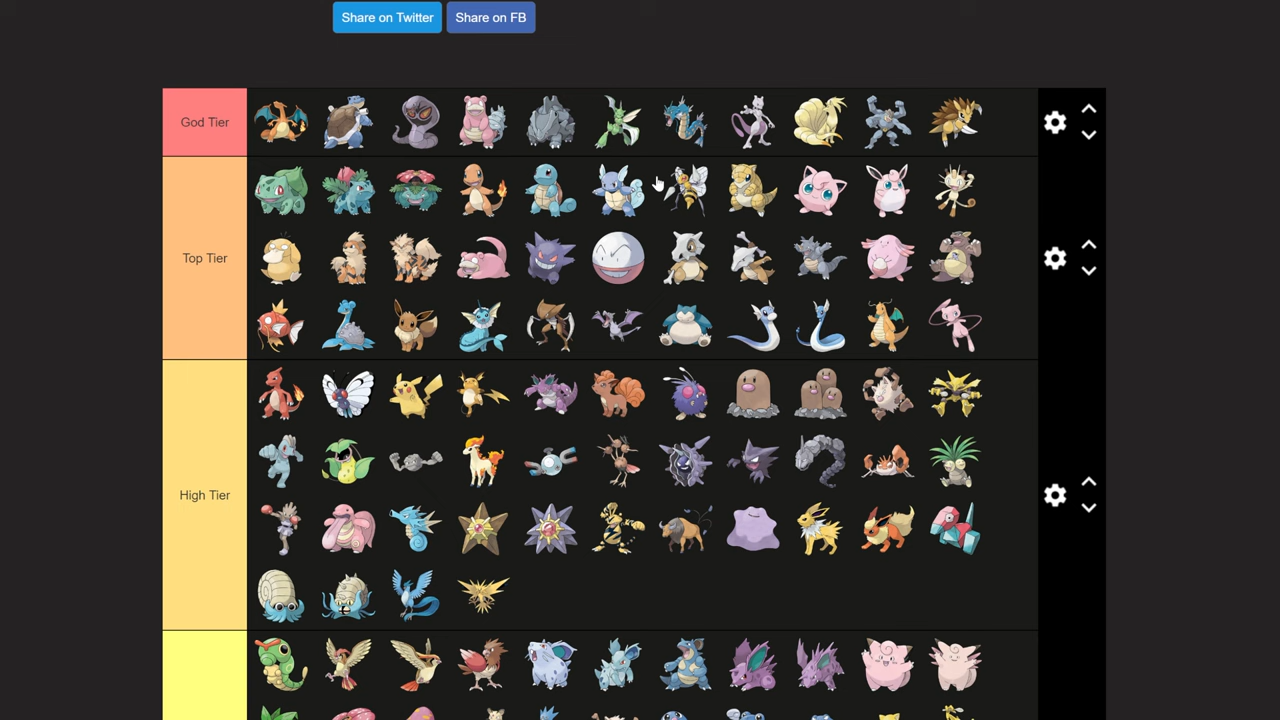 Share on Twitter
Share on FB
God Tier
Top Tier
High Tier